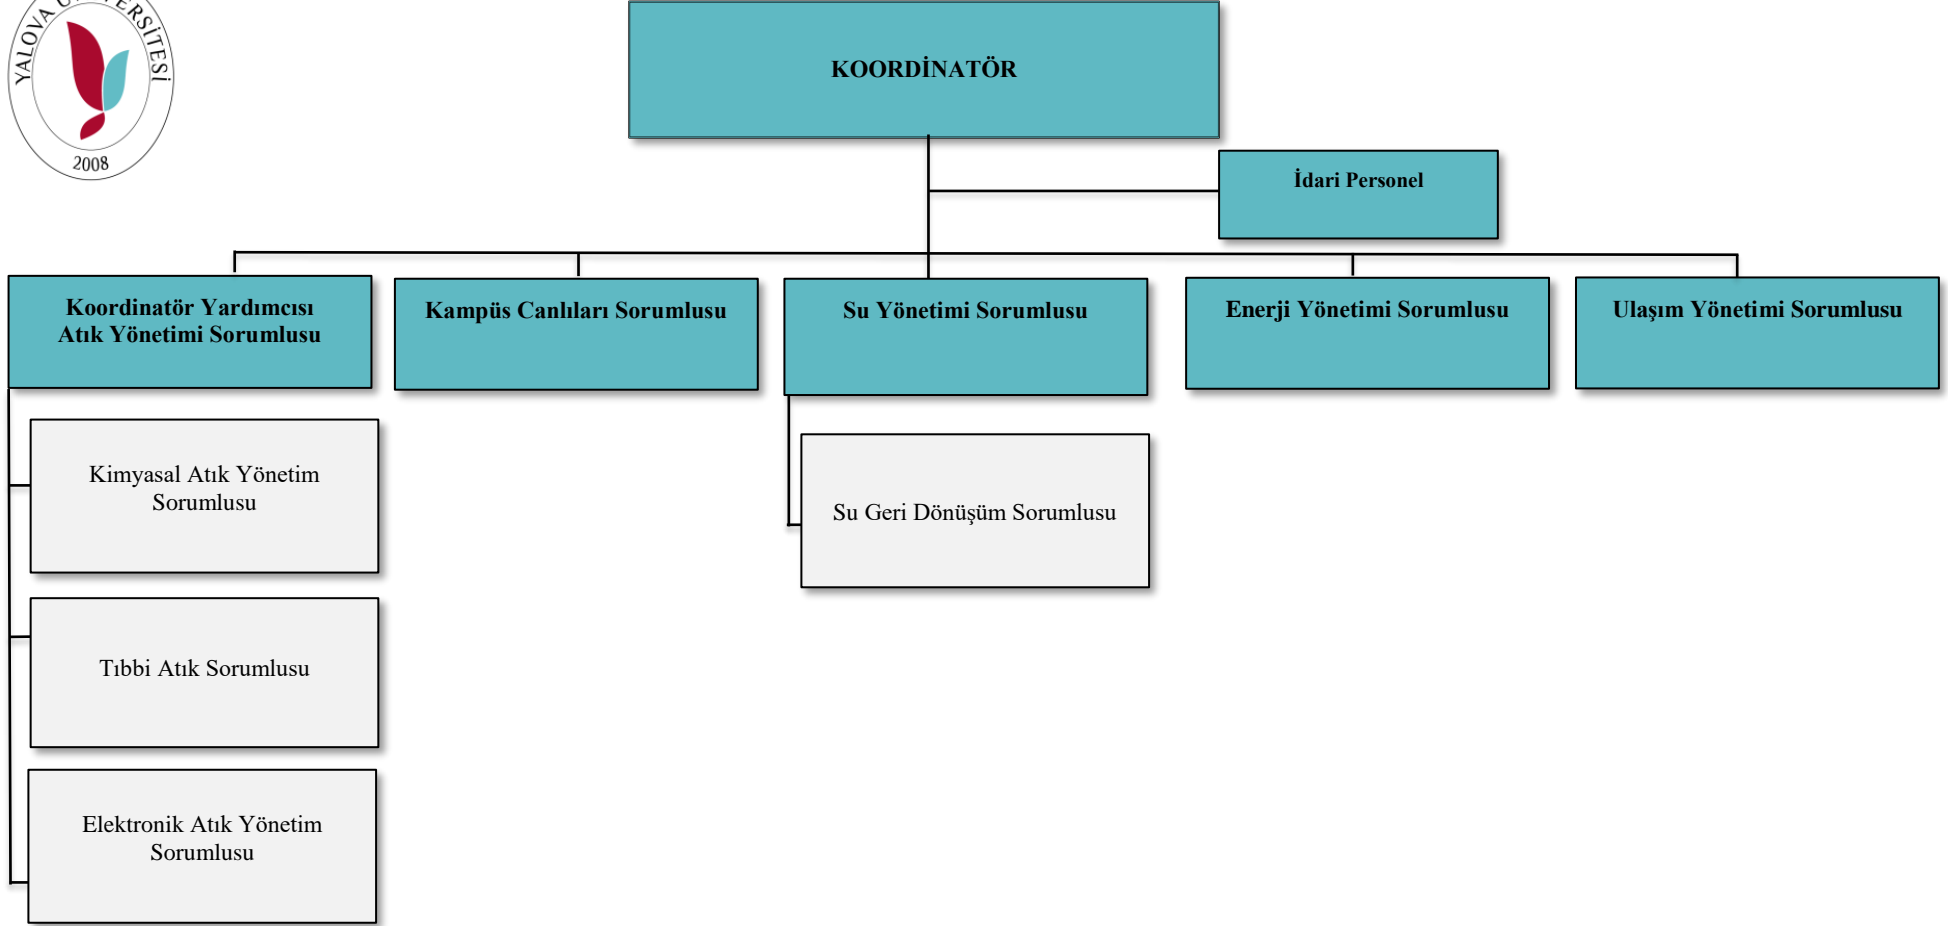 YALOVA ÜNİVERSİTESİ
2008
KOORDİNATÖR
İdari Personel
Koordinatör Yardımcısı
Atık Yönetimi Sorumlusu
Kampüs Canlıları Sorumlusu
Su Yönetimi Sorumlusu
Enerji Yönetimi Sorumlusu
Ulaşım Yönetimi Sorumlusu
Kimyasal Atık Yönetim
Sorumlusu
Su Geri Dönüşüm Sorumlusu
Tıbbi Atık Sorumlusu
Elektronik Atık Yönetim
Sorumlusu